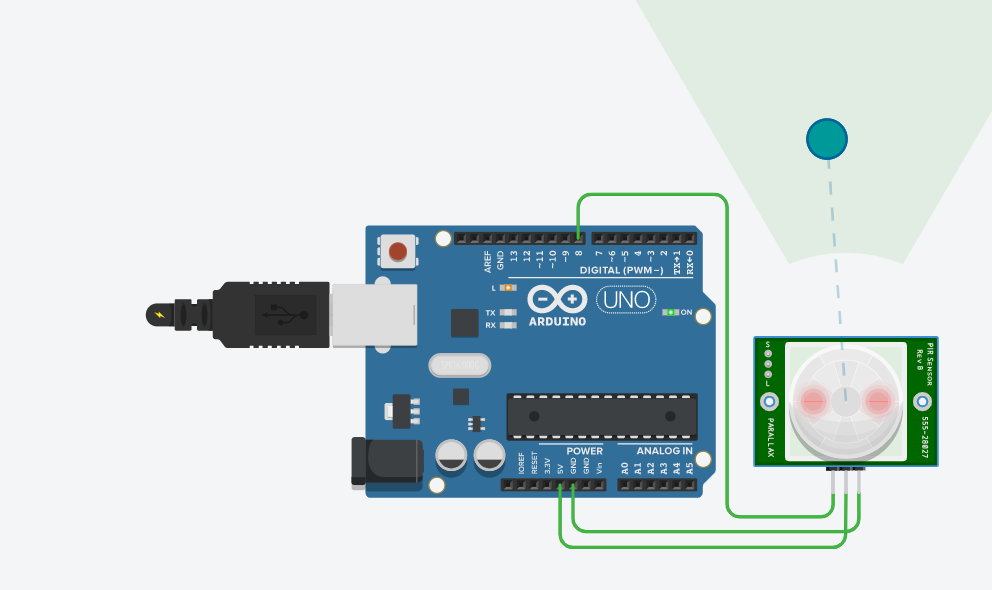 AREF
GND
13
12
~11
~10
~9
8
7
~6
~5
4
~3
2
TX→1
RX←0
DIGITAL (PWM~)
L
TX
RX
ARDUINO
UNO
ON
POWER
ANALOG IN
IOREF
RESET
3.3V
5V
GND
GND
Vin
A0
A1
A2
A3
A4
A5
S
L
PIR SENSOR
REV B
PARALLAX
555-28027